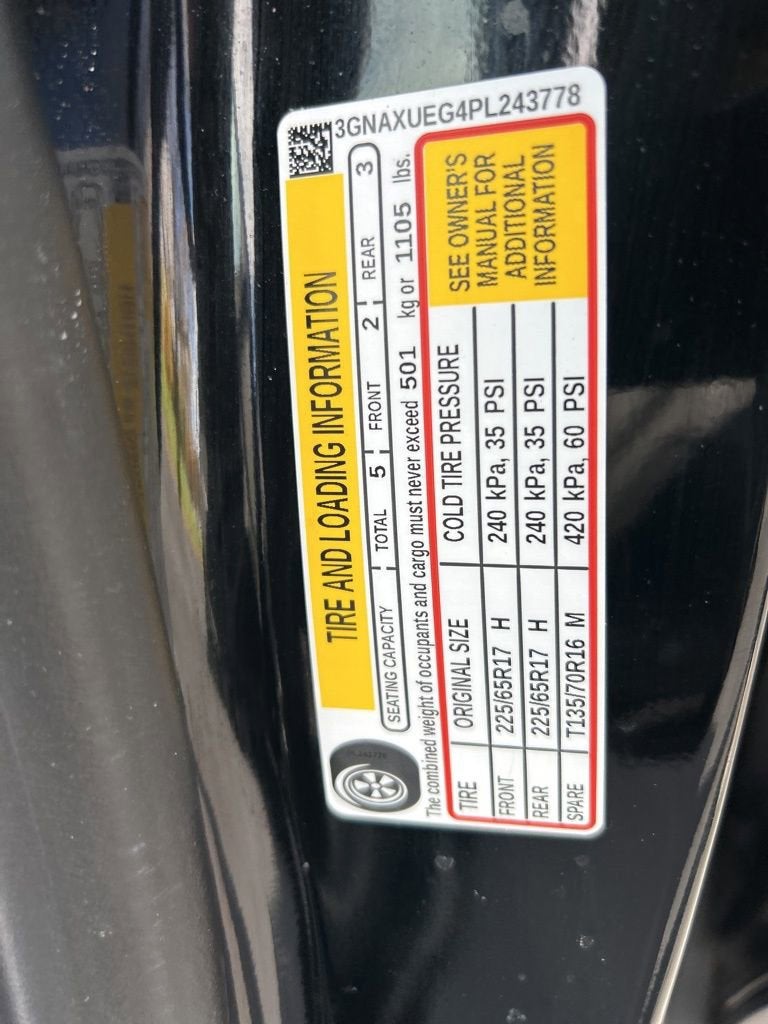 3GNAXUEG4PL243778
TIRE AND LOADING INFORMATION
SEATING CAPACITY TOTAL 5 FRONT 2 REAR 3
The combined weight of occupants and cargo must never exceed 501 kg or 1105 lbs.
TIRE ORIGINAL SIZE COLD TIRE PRESSURE
FRONT 225/65R17 H 240 kPa, 35 PSI
REAR 225/65R17 H 240 kPa, 35 PSI
SPARE T135/70R16 M 420 kPa, 60 PSI
SEE OWNER'S
MANUAL FOR
ADDITIONAL
INFORMATION